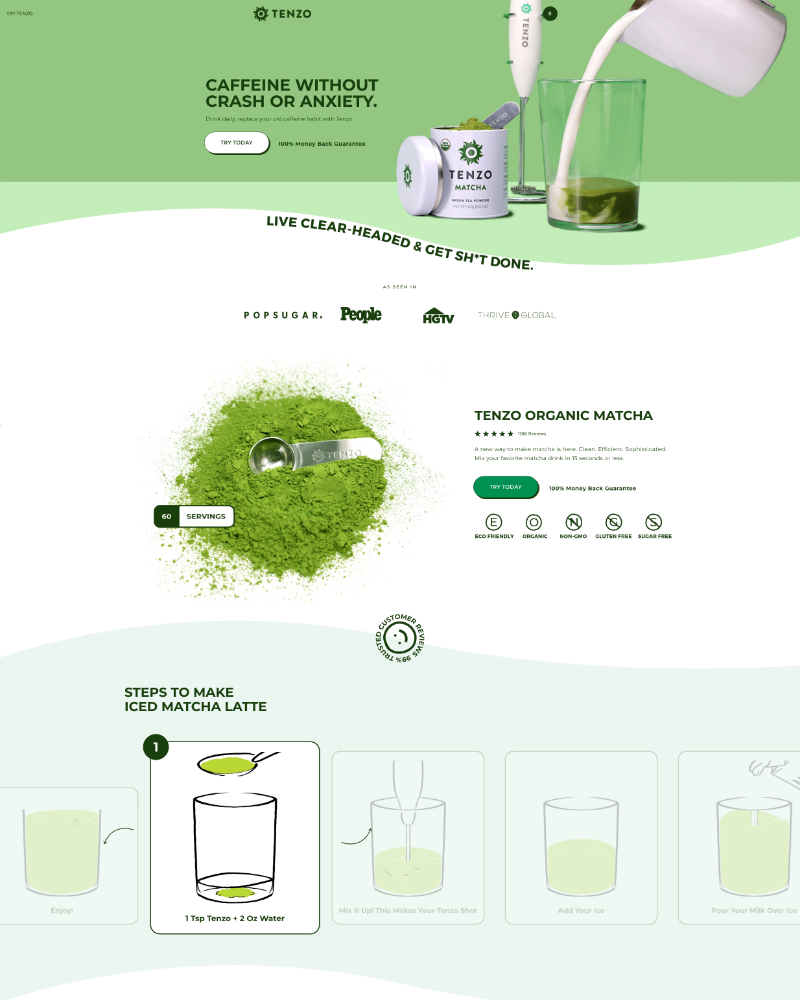 TRY TENZO
TENZO
0
TENZO
CAFFEINE WITHOUT
CRASH OR ANXIETY.
Drink daily, replace your old caffeine habit with Tenzo.
TRY TODAY
100% Money Back Guarantee
TENZO
TENZO
MATCHA
GREEN TEA POWDER
LIVE CLEAR-HEADED & GET SH*T DONE.
AS SEEN IN
POPSUGAR.
People
HGTV
THRIVE GLOBAL
TENZO ORGANIC MATCHA
1186 Reviews
A new way to make matcha is here. Clean. Efficient. Sophisticated.
Mix your favorite matcha drink in 15 seconds or less.
TENZO
TRY TODAY
100% Money Back Guarantee
60 SERVINGS
E O N G S
ECO FRIENDLY ORGANIC NON-GMO GLUTEN FREE SUGAR FREE
99% TRUSTED CUSTOMER REVIEWS
STEPS TO MAKE
ICED MATCHA LATTE
1
Enjoy!
1 Tsp Tenzo + 2 Oz Water
Mix It Up! This Makes Your Tenzo Shot
Add Your Ice
Pour Your Milk Over Ice